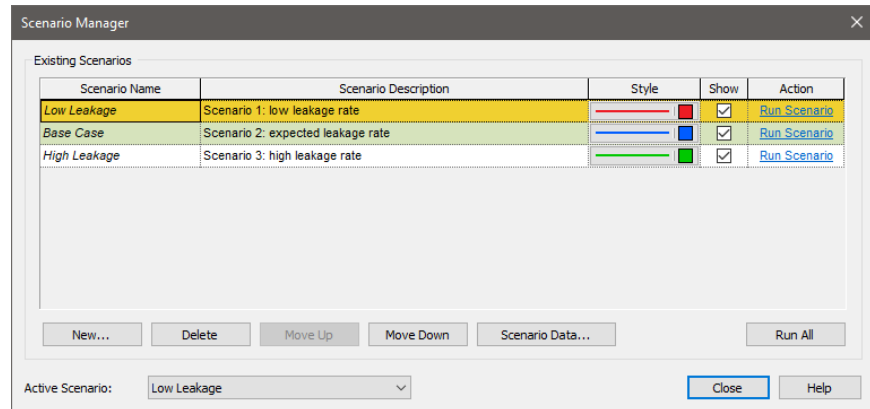 Scenario Manager
Existing Scenarios
Scenario Name Scenario Description Style Show Action
Low Leakage Scenario 1: low leakage rate Run Scenario
Base Case Scenario 2: expected leakage rate Run Scenario
High Leakage Scenario 3: high leakage rate Run Scenario
New... Delete Move Up Move Down Scenario Data... Run All
Active Scenario: Low Leakage Close Help